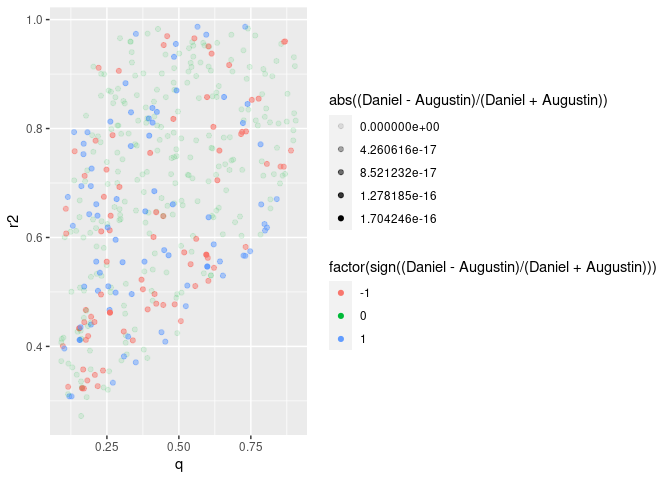 1.0
0.8
0.6
0.4
r2
0.25
0.50
0.75
q
abs((Daniel - Augustin)/(Daniel + Augustin))
0.000000e+00
4.260616e-17
8.521232e-17
1.278185e-16
1.704246e-16
factor(sign((Daniel - Augustin)/(Daniel + Augustin)))
-1
0
1